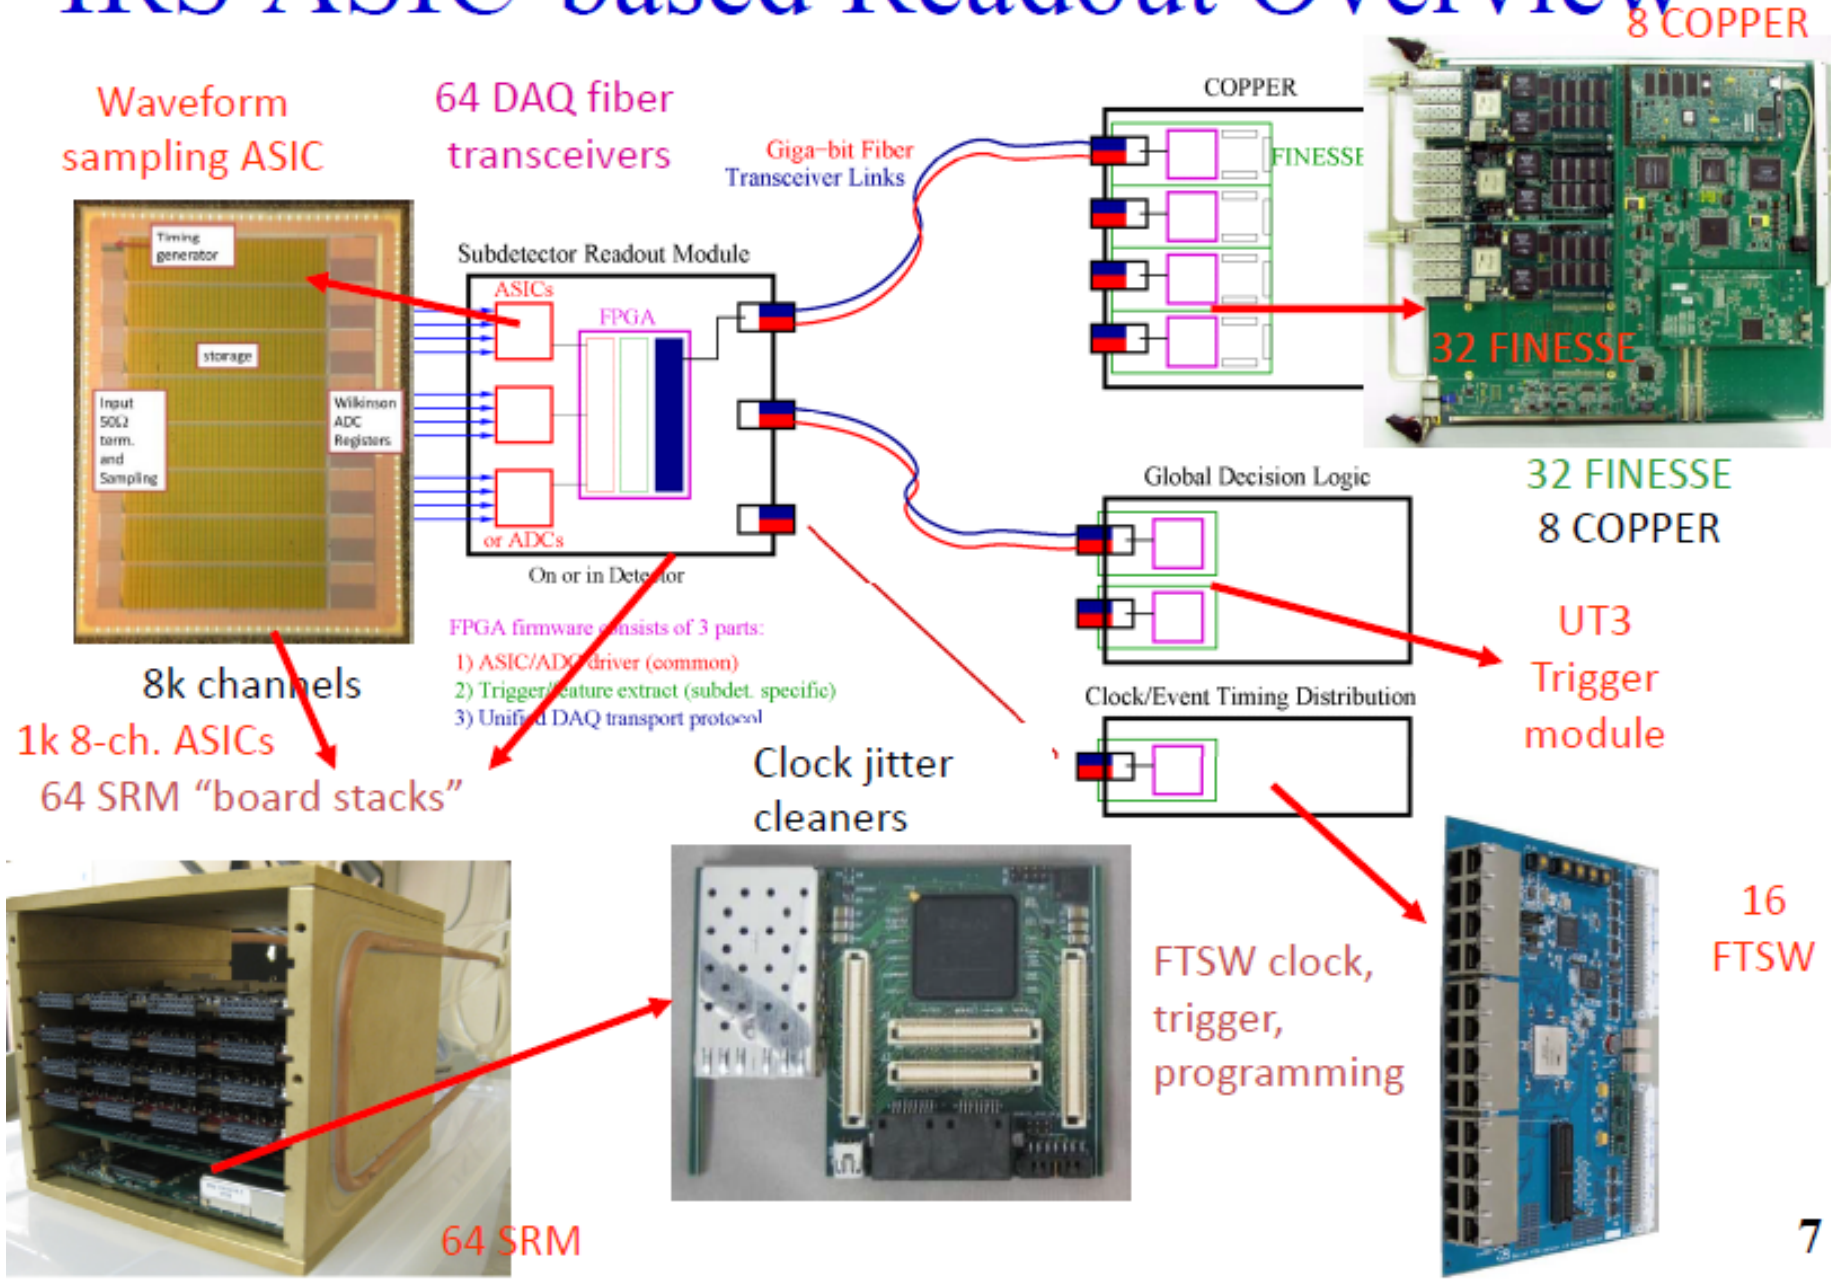 IRS ASIC-based Readout Overview
8 COPPER
Waveform
sampling ASIC
64 DAQ fiber
transceivers
Giga-bit Fiber
Transceiver Links
COPPER
FINESSE
32 FINESSE
32 FINESSE
8 COPPER
Timing
generator
storage
Input
50Ω
term.
and
Sampling
Wilkinson
ADC
Registers
Subdetector Readout Module
ASICs
FPGA
or ADCs
On or in Detector
FPGA firmware consists of 3 parts:
1) ASIC/ADC driver (common)
2) Trigger/feature extract (subdet. specific)
3) Unified DAQ transport protocol
Global Decision Logic
UT3
Trigger
module
Clock/Event Timing Distribution
8k channels
1k 8-ch. ASICs
64 SRM “board stacks”
Clock jitter
cleaners
FTSW clock,
trigger,
programming
16
FTSW
64 SRM
7